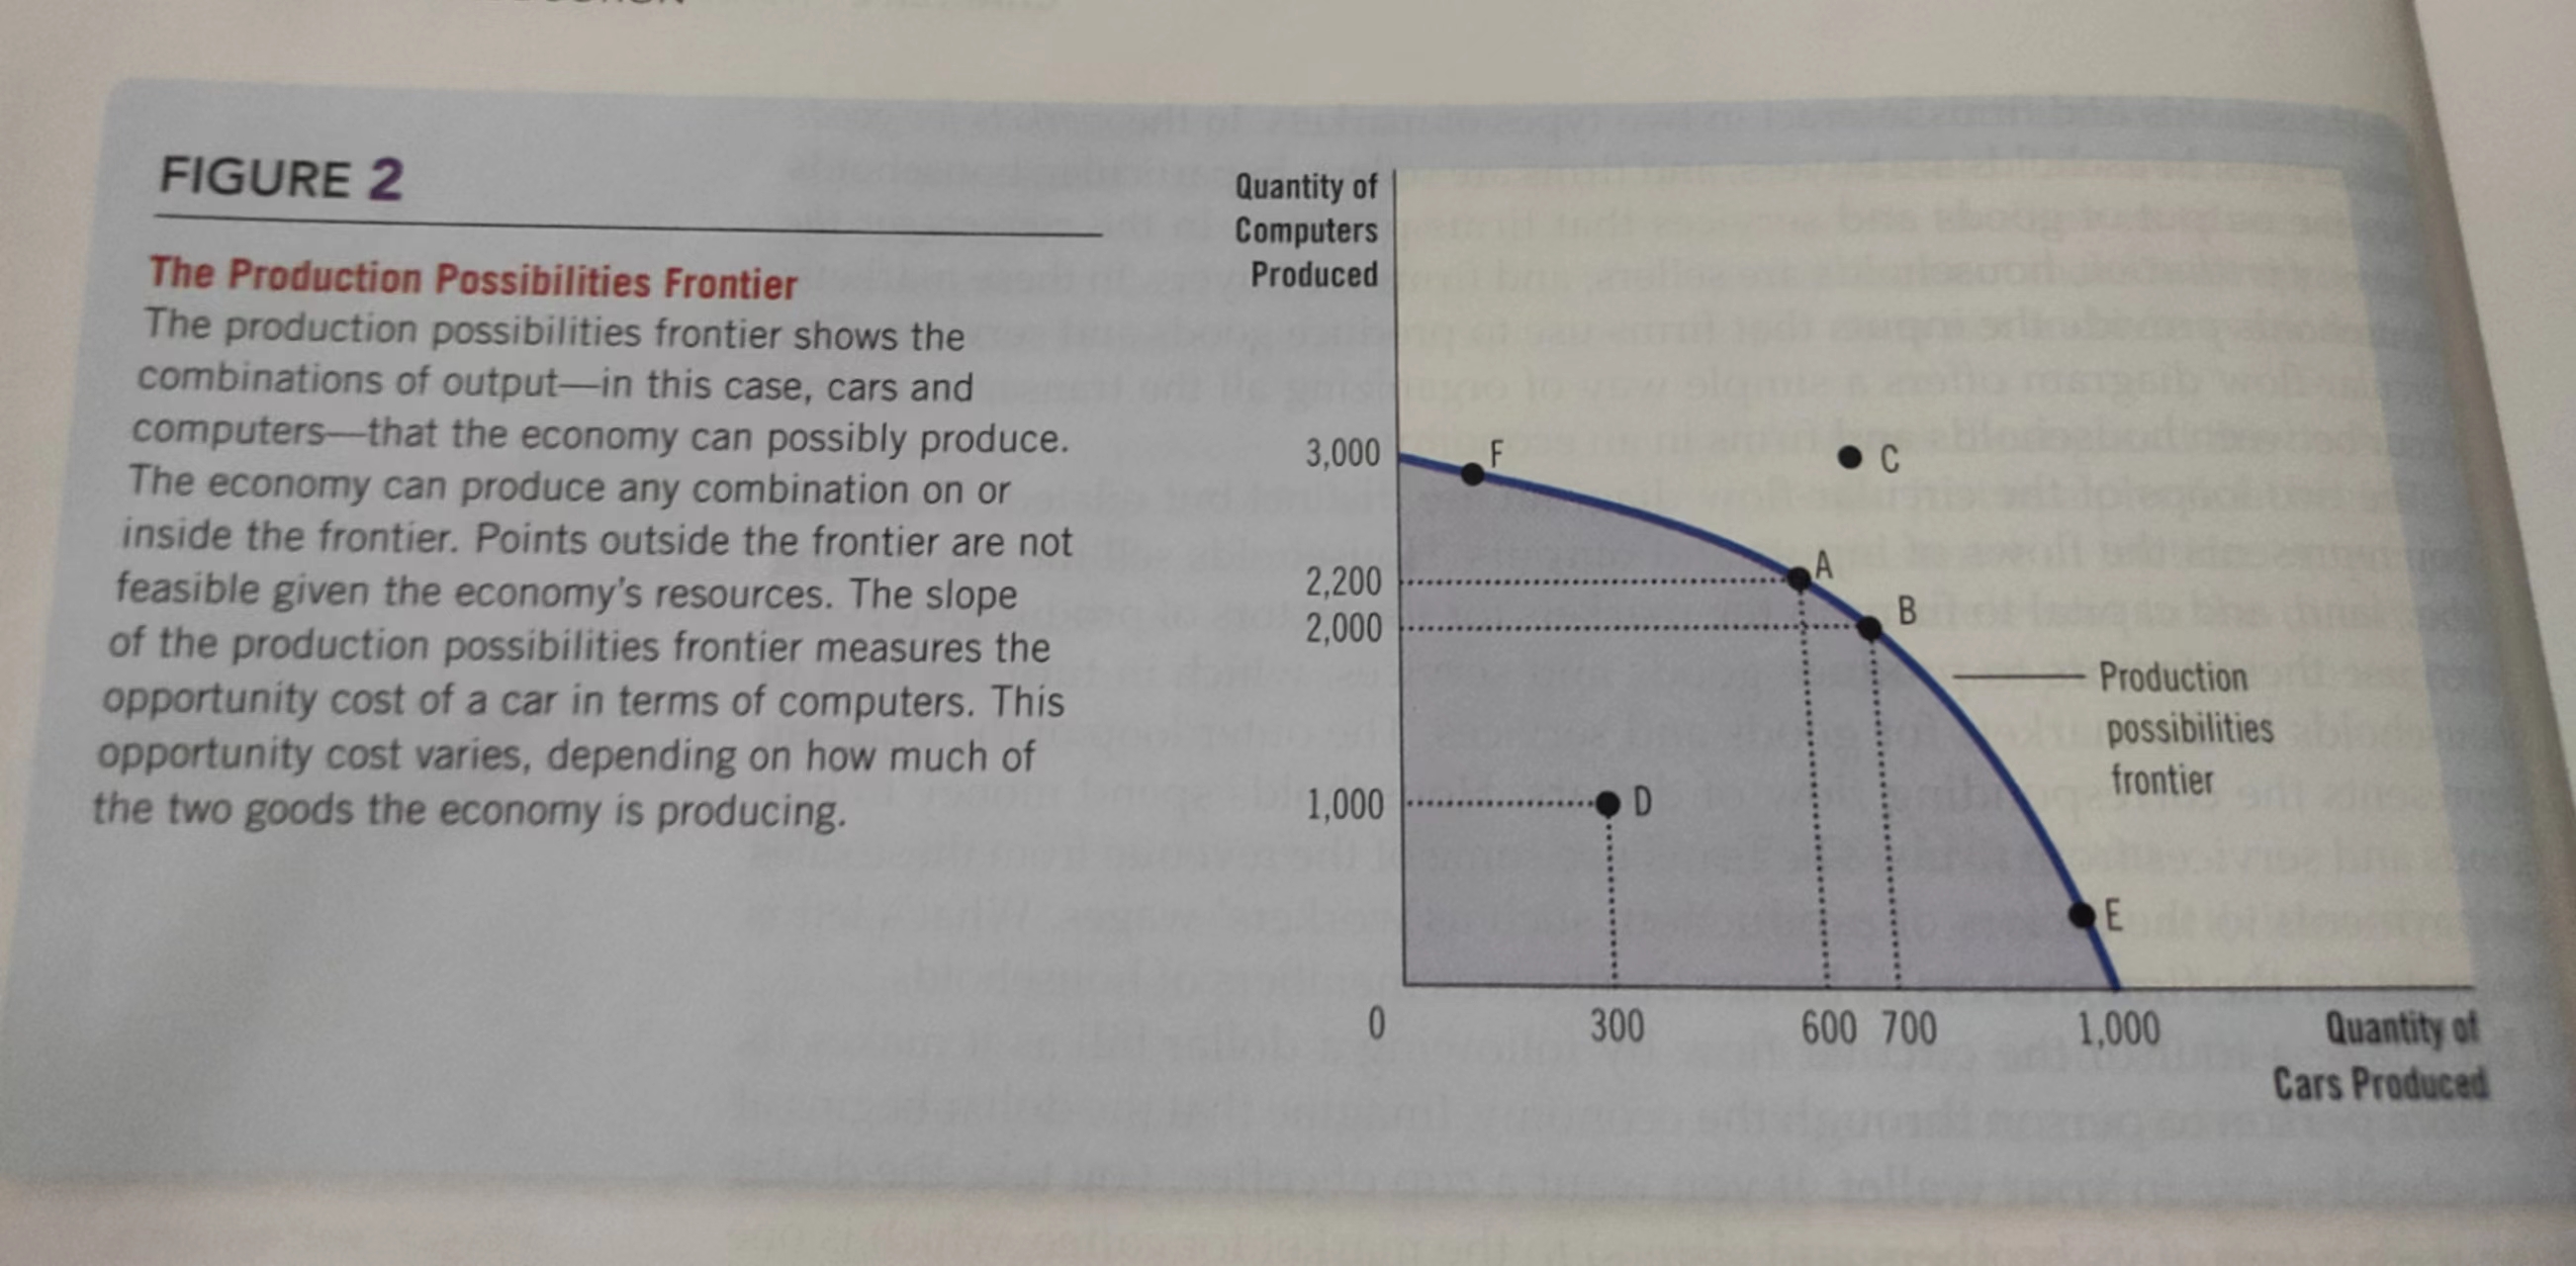 FIGURE 2
The Production Possibilities Frontier
The production possibilities frontier shows the
combinations of output—in this case, cars and
computers—that the economy can possibly produce.
The economy can produce any combination on or
inside the frontier. Points outside the frontier are not
feasible given the economy's resources. The slope
of the production possibilities frontier measures the
opportunity cost of a car in terms of computers. This
opportunity cost varies, depending on how much of
the two goods the economy is producing.
Quantity of
Computers
Produced
3,000
F
C
2,200
A
2,000
B
Production
possibilities
frontier
1,000
D
E
0 300 600 700 1,000
Quantity of
Cars Produced